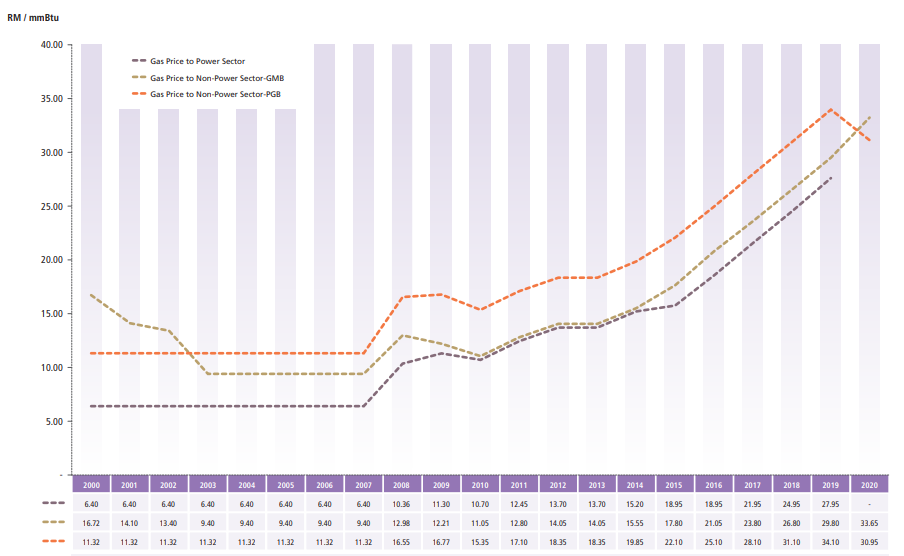 RM / mmBtu
40.00
35.00
30.00
25.00
20.00
15.00
10.00
5.00
-
Gas Price to Power Sector
Gas Price to Non-Power Sector-GMB
Gas Price to Non-Power Sector-PGB
2000 2001 2002 2003 2004 2005 2006 2007 2008 2009 2010 2011 2012 2013 2014 2015 2016 2017 2018 2019 2020
6.40 6.40 6.40 6.40 6.40 6.40 6.40 6.40 10.36 11.30 10.70 12.45 13.70 13.70 15.20 18.95 18.95 21.95 24.95 27.95 -
16.72 14.10 13.40 9.40 9.40 9.40 9.40 9.40 12.98 12.21 11.05 12.80 14.05 14.05 15.55 17.80 21.05 23.80 26.80 29.80 33.65
11.32 11.32 11.32 11.32 11.32 11.32 11.32 11.32 16.55 16.77 15.35 17.10 18.35 18.35 19.85 22.10 25.10 28.10 31.10 34.10 30.95